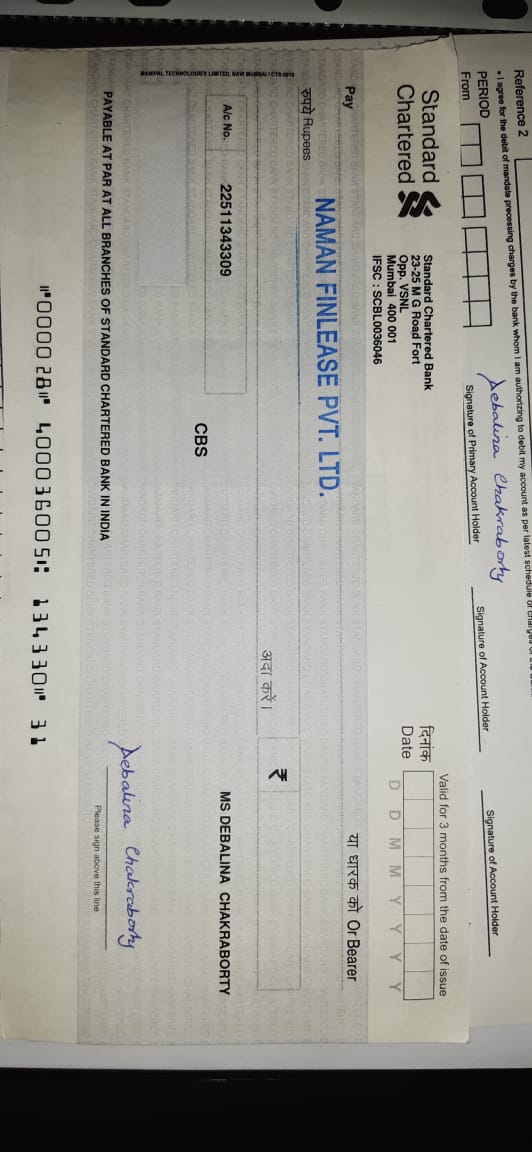 Reference 2
• I agree for the debit of mandate processing charges by the bank whom I am authorizing to debit my account as per latest schedule of charges of the
PERIOD
From
Debalina Chakraborty
Signature of Primary Account Holder
Signature of Account Holder
Signature of Account Holder
Standard
Chartered
Standard Chartered Bank
23-25 M G Road Fort
Opp. VSNL
Mumbai 400 001
IFSC : SCBL0036046
Valid for 3 months from the date of issue
दिनांक
Date
D D M M Y Y Y Y
Pay
NAMAN FINLEASE PVT. LTD.
या धारक को Or Bearer
रुपये Rupees
अदा करें।
₹
A/c No.
22511343309
MS DEBALINA CHAKRABORTY
CBS
MANIPAL TECHNOLOGIES LIMITED, NAVI MUMBAI / CTS-2010
PAYABLE AT PAR AT ALL BRANCHES OF STANDARD CHARTERED BANK IN INDIA
Debalina Chakraborty
Please sign above this line
⑈000028⑈ 400036005⑆ 134330⑈ 31